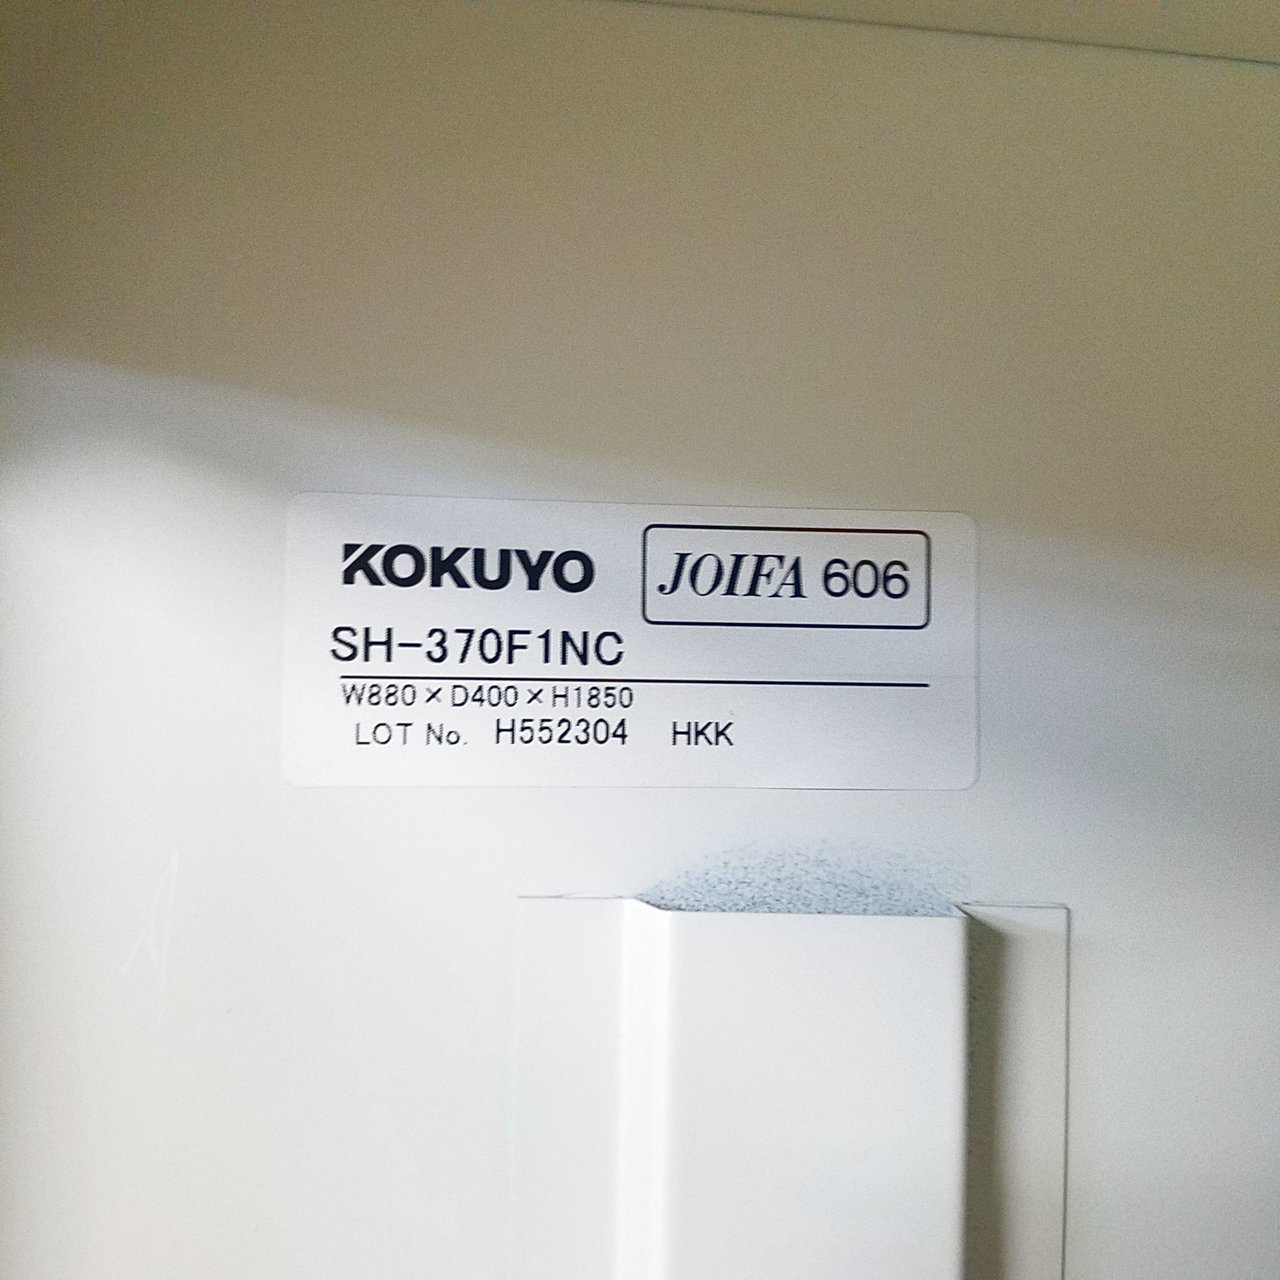 KOKUYO JOIFA 606
SH-370F1NC
W880×D400×H1850
LOT No. H552304 HKK